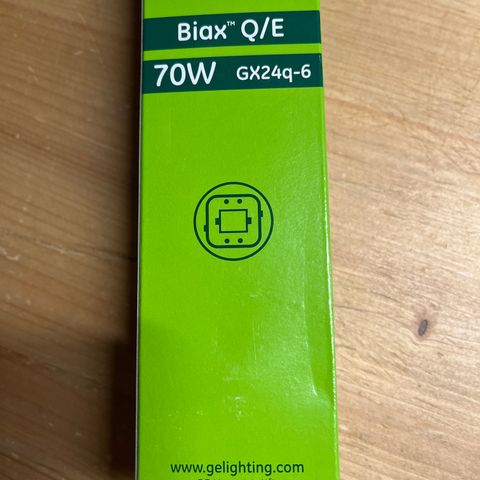 Biax™ Q/E
70W GX24q-6
www.gelighting.com